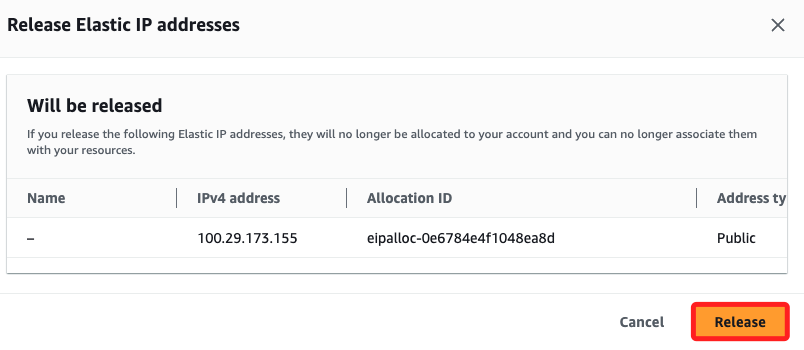 Release Elastic IP addresses
Will be released
If you release the following Elastic IP addresses, they will no longer be allocated to your account and you can no longer associate them
with your resources.
Name IPv4 address Allocation ID Address ty
– 100.29.173.155 eipalloc-0e6784e4f1048ea8d Public
Cancel Release